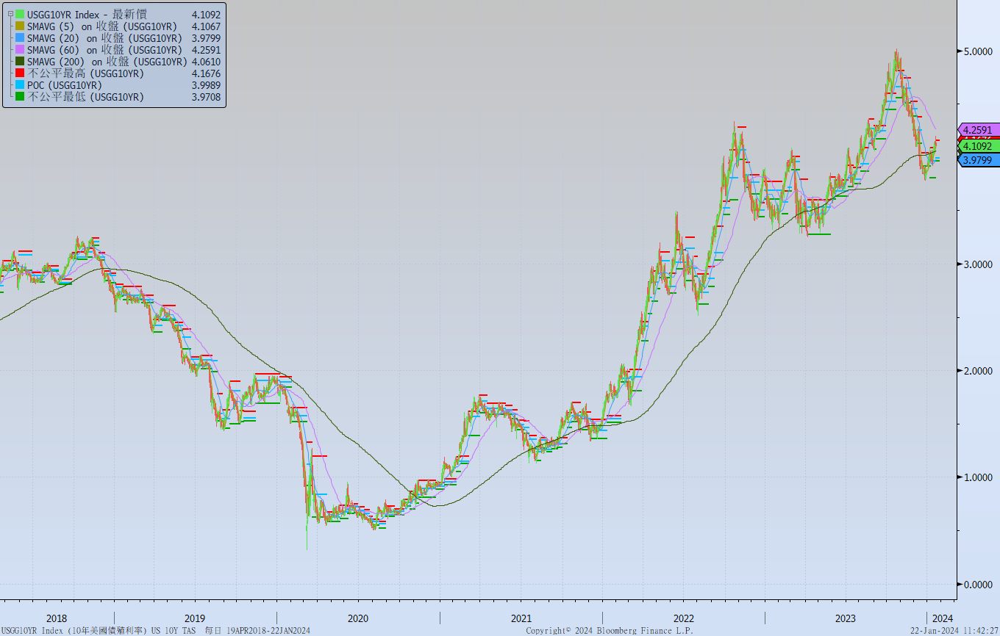 USGG10YR Index - 最新價 4.1092
SMAVG (5) on 收盤 (USGG10YR) 4.1067
SMAVG (20) on 收盤 (USGG10YR) 3.9799
SMAVG (60) on 收盤 (USGG10YR) 4.2591
SMAVG (200) on 收盤 (USGG10YR) 4.0610
不公平最高 (USGG10YR) 4.1676
POC (USGG10YR) 3.9989
不公平最低 (USGG10YR) 3.9708
5.0000
4.2591
4.1092
3.9799
3.0000
2.0000
1.0000
0.0000
2018 2019 2020 2021 2022 2023 2024
USGG10YR Index (10年美國債殖利率) US 10Y TAS 每日 19APR2018-22JAN2024 Copyright© 2024 Bloomberg Finance L.P. 22-Jan-2024 11:42:27